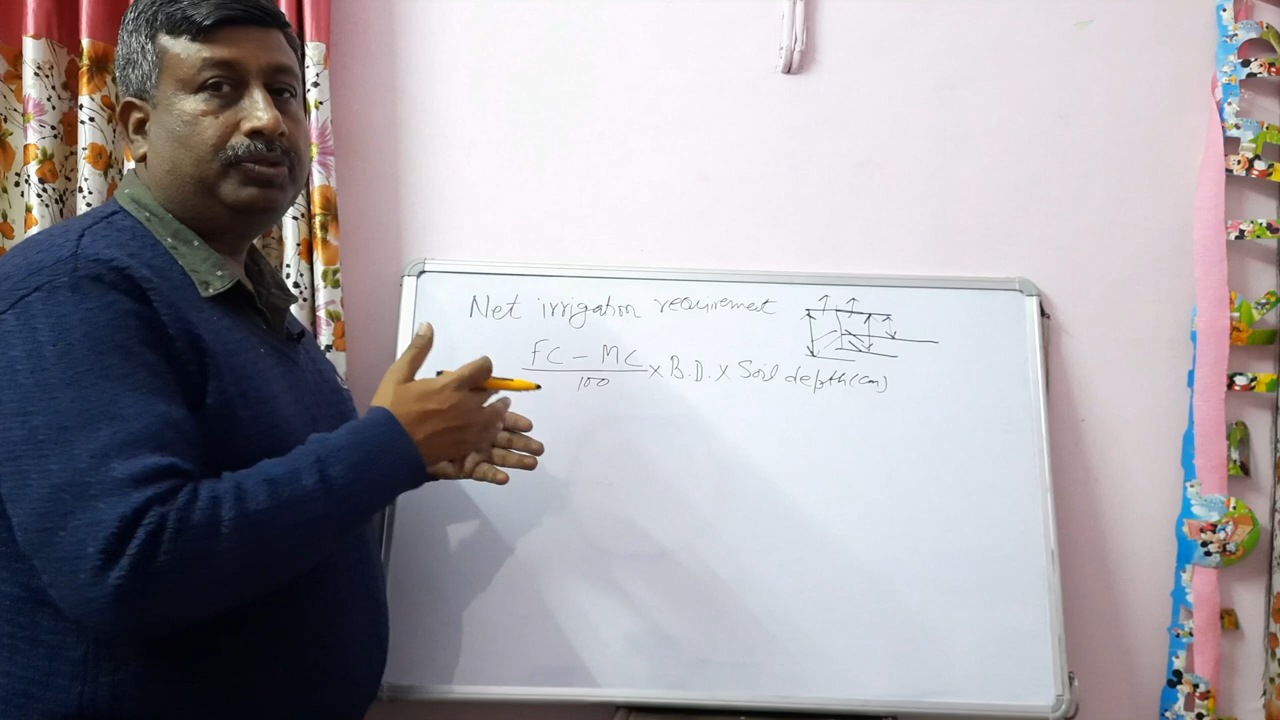 Net irrigation requirement
FC - MC
100
× B.D. × Soil depth (cm)